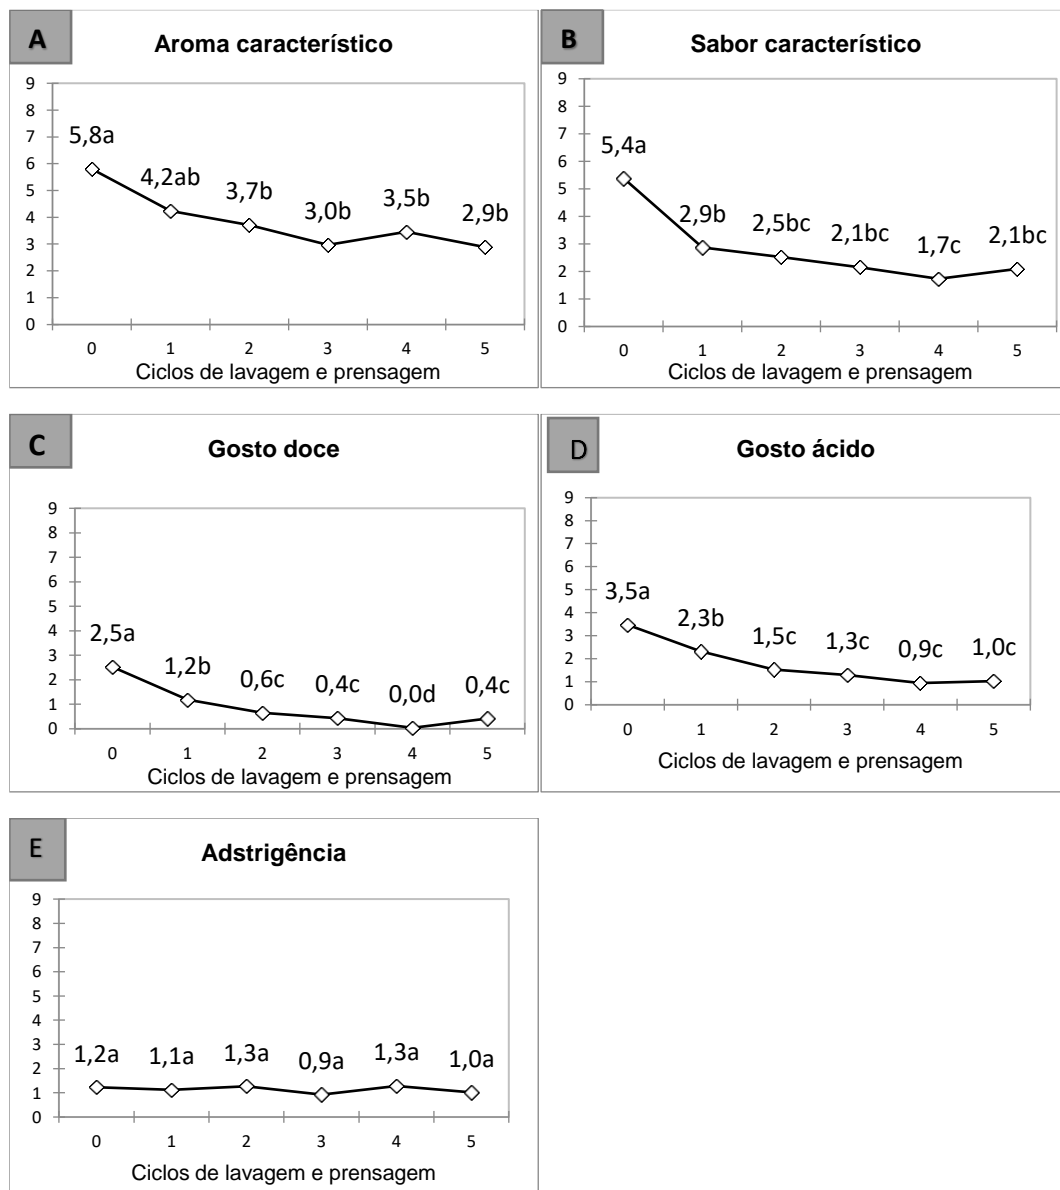 A
Aroma característico
9
8
7
6
5
4
3
2
1
0
5,8a
4,2ab
3,7b
3,0b
3,5b
2,9b
0 1 2 3 4 5
Ciclos de lavagem e prensagem
B
Sabor característico
9
8
7
6
5
4
3
2
1
0
5,4a
2,9b
2,5bc
2,1bc
1,7c
2,1bc
0 1 2 3 4 5
Ciclos de lavagem e prensagem
C
Gosto doce
9
8
7
6
5
4
3
2
1
0
2,5a
1,2b
0,6c
0,4c
0,0d
0,4c
0 1 2 3 4 5
Ciclos de lavagem e prensagem
D
Gosto ácido
9
8
7
6
5
4
3
2
1
0
3,5a
2,3b
1,5c
1,3c
0,9c
1,0c
0 1 2 3 4 5
Ciclos de lavagem e prensagem
E
Adstrigência
9
8
7
6
5
4
3
2
1
0
1,2a
1,1a
1,3a
0,9a
1,3a
1,0a
0 1 2 3 4 5
Ciclos de lavagem e prensagem